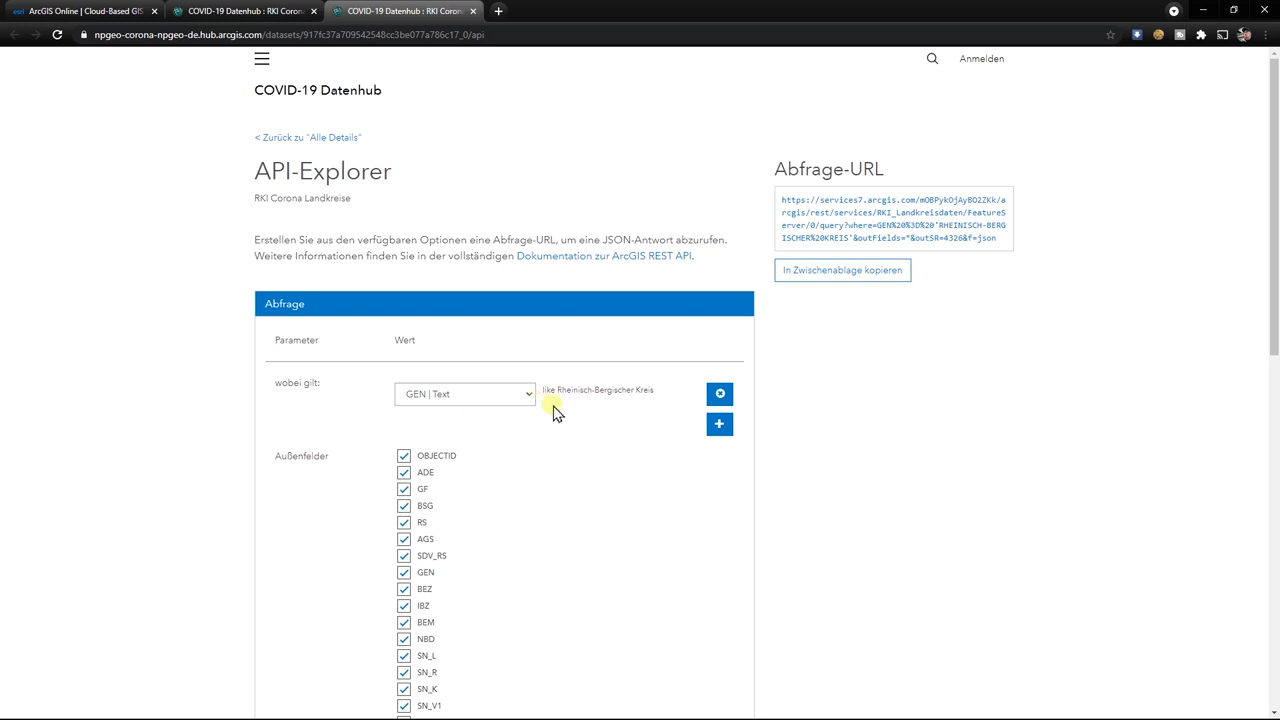 ArcGIS Online | Cloud-Based GIS
COVID-19 Datenhub : RKI Corona
COVID-19 Datenhub : RKI Corona
npgeo-corona-npgeo-de.hub.arcgis.com/datasets/917fc37a709542548cc3be077a786c17_0/api
Anmelden
COVID-19 Datenhub
< Zurück zu "Alle Details"
API-Explorer
RKI Corona Landkreise
Erstellen Sie aus den verfügbaren Optionen eine Abfrage-URL, um eine JSON-Antwort abzurufen.
Weitere Informationen finden Sie in der vollständigen Dokumentation zur ArcGIS REST API.
Abfrage-URL
https://services7.arcgis.com/mOBPykOjAyBO2ZKk/a
rcgis/rest/services/RKI_Landkreisdaten/FeatureS
erver/0/query?where=GEN%20%3D%20'RHEINISCH-BERG
ISCHER%20KREIS'&outFields=*&outSR=4326&f=json
In Zwischenablage kopieren
Abfrage
Parameter Wert
wobei gilt:
GEN | Text
like Rheinisch-Bergischer Kreis
Außenfelder
OBJECTID
ADE
GF
BSG
RS
AGS
SDV_RS
GEN
BEZ
IBZ
BEM
NBD
SN_L
SN_R
SN_K
SN_V1